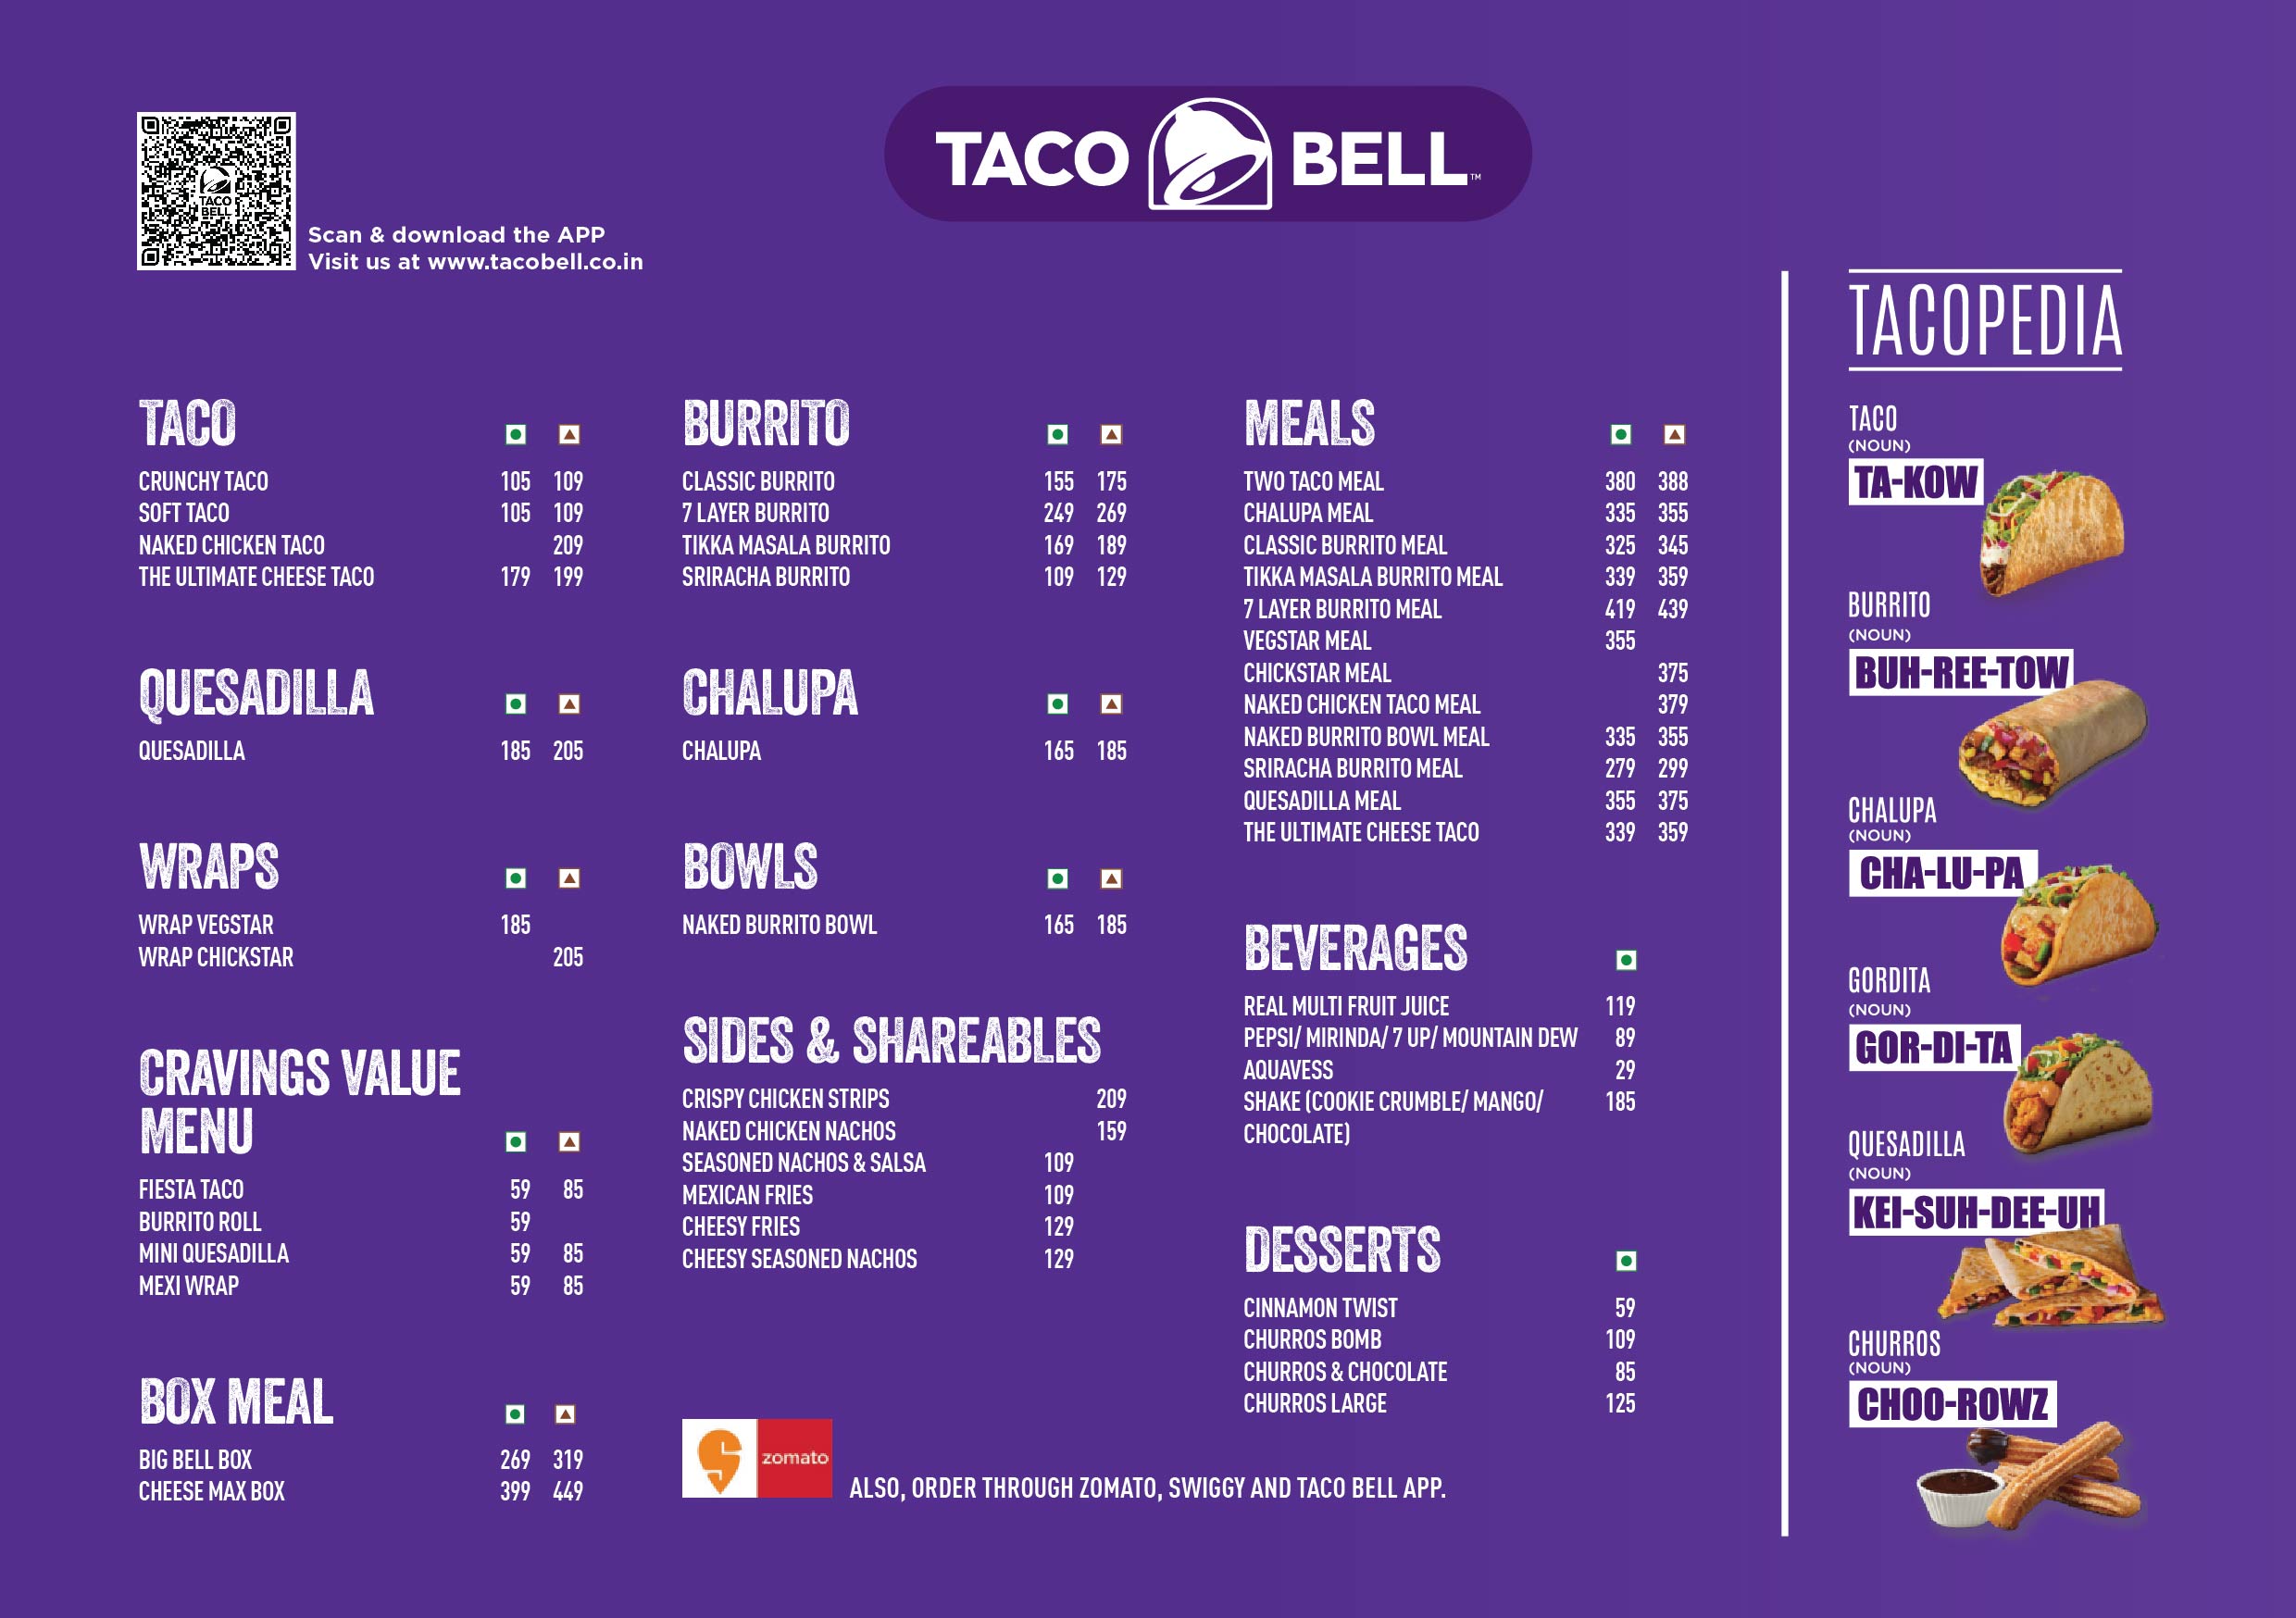 TACO BELL™
TACO
BELL
Scan & download the APP
Visit us at www.tacobell.co.in
TACO
CRUNCHY TACO 105 109
SOFT TACO 105 109
NAKED CHICKEN TACO 209
THE ULTIMATE CHEESE TACO 179 199
QUESADILLA
QUESADILLA 185 205
WRAPS
WRAP VEGSTAR 185
WRAP CHICKSTAR 205
CRAVINGS VALUE
MENU
FIESTA TACO 59 85
BURRITO ROLL 59
MINI QUESADILLA 59 85
MEXI WRAP 59 85
BOX MEAL
BIG BELL BOX 269 319
CHEESE MAX BOX 399 449
BURRITO
CLASSIC BURRITO 155 175
7 LAYER BURRITO 249 269
TIKKA MASALA BURRITO 169 189
SRIRACHA BURRITO 109 129
CHALUPA
CHALUPA 165 185
BOWLS
NAKED BURRITO BOWL 165 185
SIDES & SHAREABLES
CRISPY CHICKEN STRIPS 209
NAKED CHICKEN NACHOS 159
SEASONED NACHOS & SALSA 109
MEXICAN FRIES 109
CHEESY FRIES 129
CHEESY SEASONED NACHOS 129
zomato
ALSO, ORDER THROUGH ZOMATO, SWIGGY AND TACO BELL APP.
MEALS
TWO TACO MEAL 380 388
CHALUPA MEAL 335 355
CLASSIC BURRITO MEAL 325 345
TIKKA MASALA BURRITO MEAL 339 359
7 LAYER BURRITO MEAL 419 439
VEGSTAR MEAL 355
CHICKSTAR MEAL 375
NAKED CHICKEN TACO MEAL 379
NAKED BURRITO BOWL MEAL 335 355
SRIRACHA BURRITO MEAL 279 299
QUESADILLA MEAL 355 375
THE ULTIMATE CHEESE TACO 339 359
BEVERAGES
REAL MULTI FRUIT JUICE 119
PEPSI/ MIRINDA/ 7 UP/ MOUNTAIN DEW 89
AQUAVESS 29
SHAKE (COOKIE CRUMBLE/ MANGO/ 185
CHOCOLATE)
DESSERTS
CINNAMON TWIST 59
CHURROS BOMB 109
CHURROS & CHOCOLATE 85
CHURROS LARGE 125
TACOPEDIA
TACO
(NOUN)
TA-KOW
BURRITO
(NOUN)
BUH-REE-TOW
CHALUPA
(NOUN)
CHA-LU-PA
GORDITA
(NOUN)
GOR-DI-TA
QUESADILLA
(NOUN)
KEI-SUH-DEE-UH
CHURROS
(NOUN)
CHOO-ROWZ